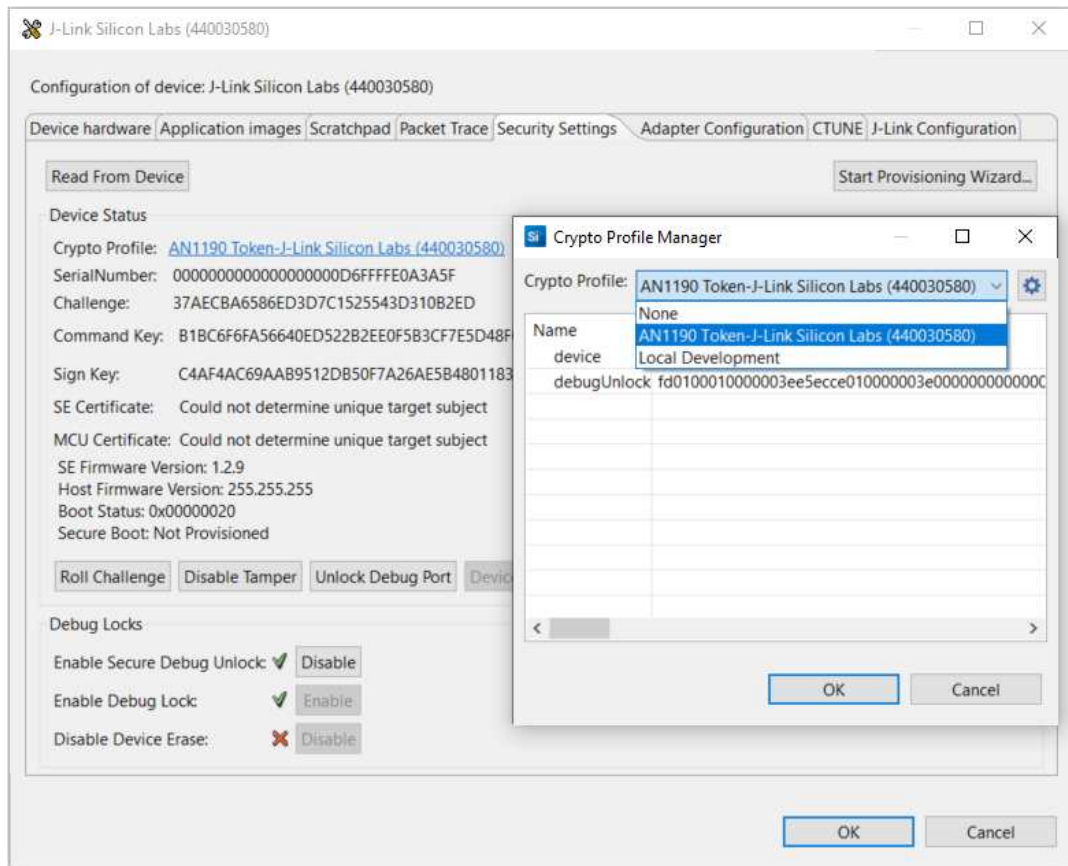 J-Link Silicon Labs (440030580)
Configuration of device: J-Link Silicon Labs (440030580)
Device hardware Application images Scratchpad Packet Trace Security Settings Adapter Configuration CTUNE J-Link Configuration
Read From Device Start Provisioning Wizard...
Device Status
Crypto Profile: AN1190 Token-J-Link Silicon Labs (440030580)
SerialNumber: 0000000000000000000D6FFFFE0A3A5F
Challenge: 37AECBA6586ED3D7C1525543D310B2ED
Command Key: B1BC6F6FA56640ED522B2EE0F5B3CF7E5D48F
Sign Key: C4AF4AC69AAB9512DB50F7A26AE5B4801183
SE Certificate: Could not determine unique target subject
MCU Certificate: Could not determine unique target subject
SE Firmware Version: 1.2.9
Host Firmware Version: 255.255.255
Boot Status: 0x00000020
Secure Boot: Not Provisioned
Roll Challenge Disable Tamper Unlock Debug Port Devic
Debug Locks
Enable Secure Debug Unlock: Disable
Enable Debug Lock: Enable
Disable Device Erase: Disable
OK Cancel
Si Crypto Profile Manager
Crypto Profile: AN1190 Token-J-Link Silicon Labs (440030580)
None
AN1190 Token-J-Link Silicon Labs (440030580)
Local Development
Name
device
debugUnlock fd0100010000003ee5ecce010000003e000000000000
OK Cancel